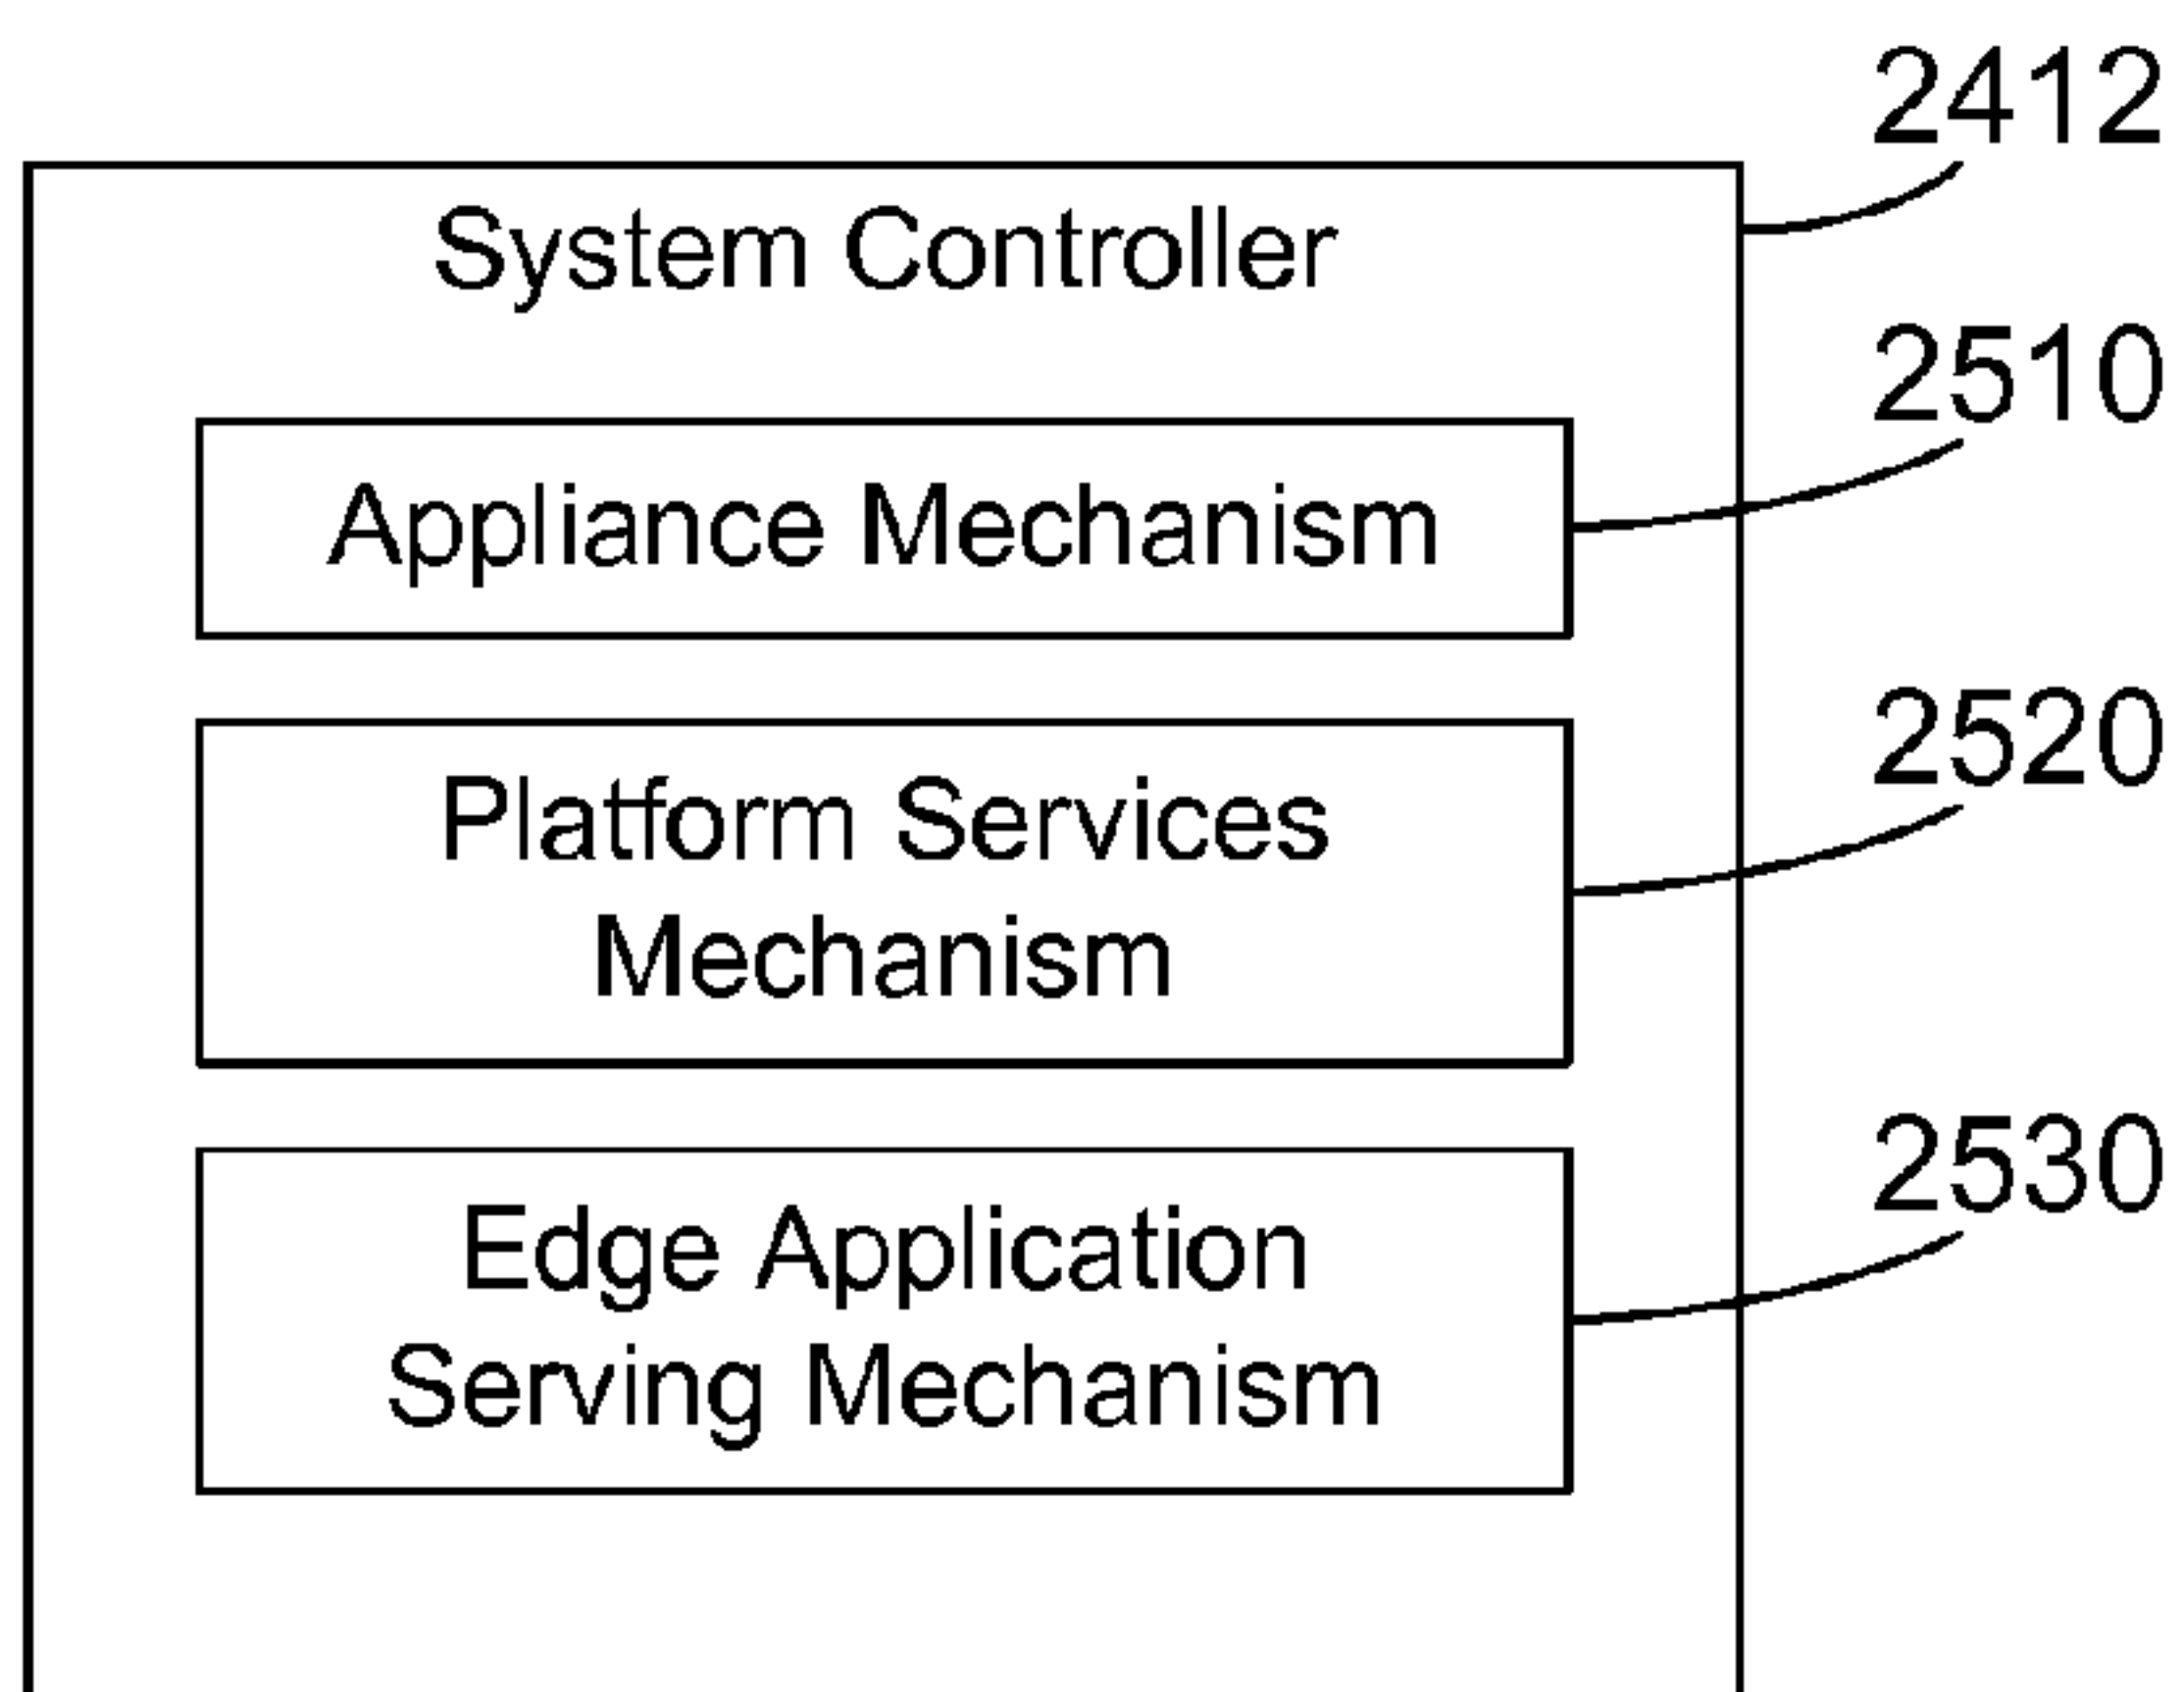 2412
System Controller
2510
Appliance Mechanism
2520
Platform Services
Mechanism
2530
Edge Application
Serving Mechanism